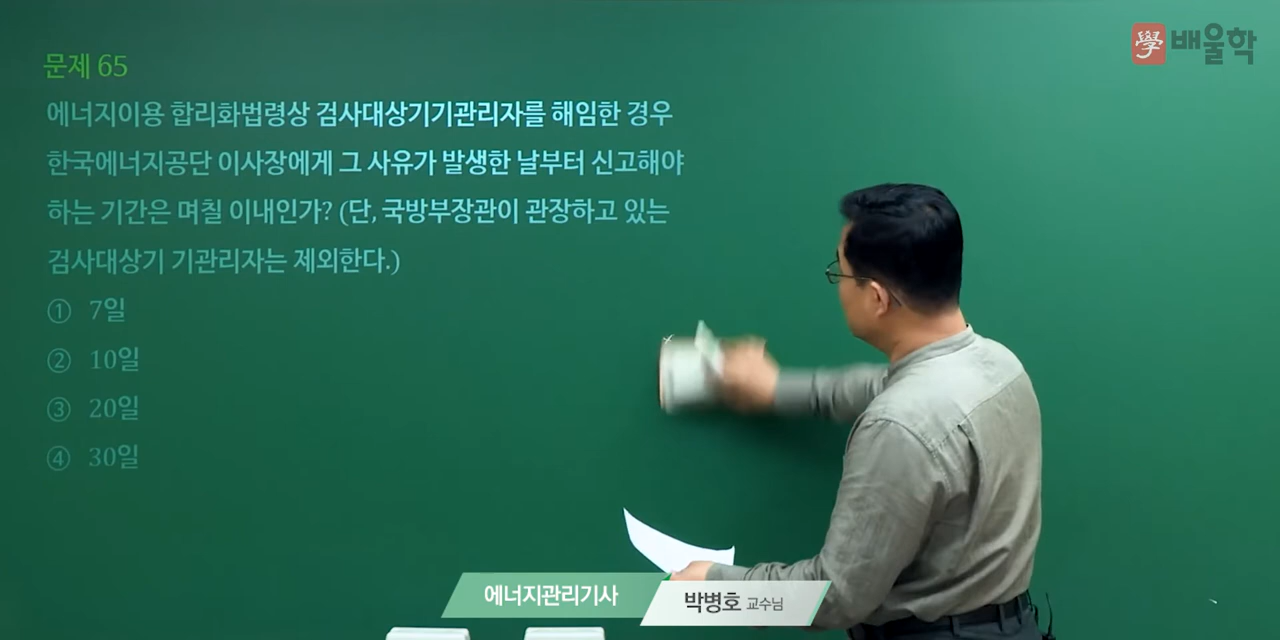 學 배울학
문제 65
에너지이용 합리화법령상 검사대상기기관리자를 해임한 경우
한국에너지공단 이사장에게 그 사유가 발생한 날부터 신고해야
하는 기간은 며칠 이내인가? (단, 국방부장관이 관장하고 있는
검사대상기 기관리자는 제외한다.)
① 7일
② 10일
③ 20일
④ 30일
에너지관리기사 박병호 교수님